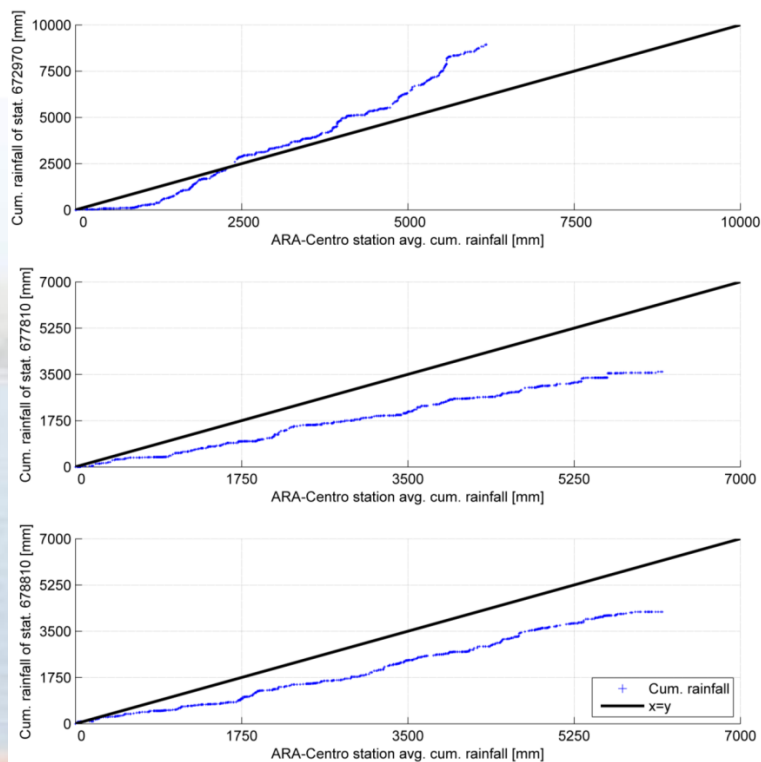 Cum. rainfall of stat. 672970 [mm]
10000
7500
5000
2500
0
0 2500 5000 7500 10000
ARA-Centro station avg. cum. rainfall [mm]
Cum. rainfall of stat. 677810 [mm]
7000
5250
3500
1750
0
0 1750 3500 5250 7000
ARA-Centro station avg. cum. rainfall [mm]
Cum. rainfall of stat. 678810 [mm]
7000
5250
3500
1750
0
Cum. rainfall
x=y
0 1750 3500 5250 7000
ARA-Centro station avg. cum. rainfall [mm]